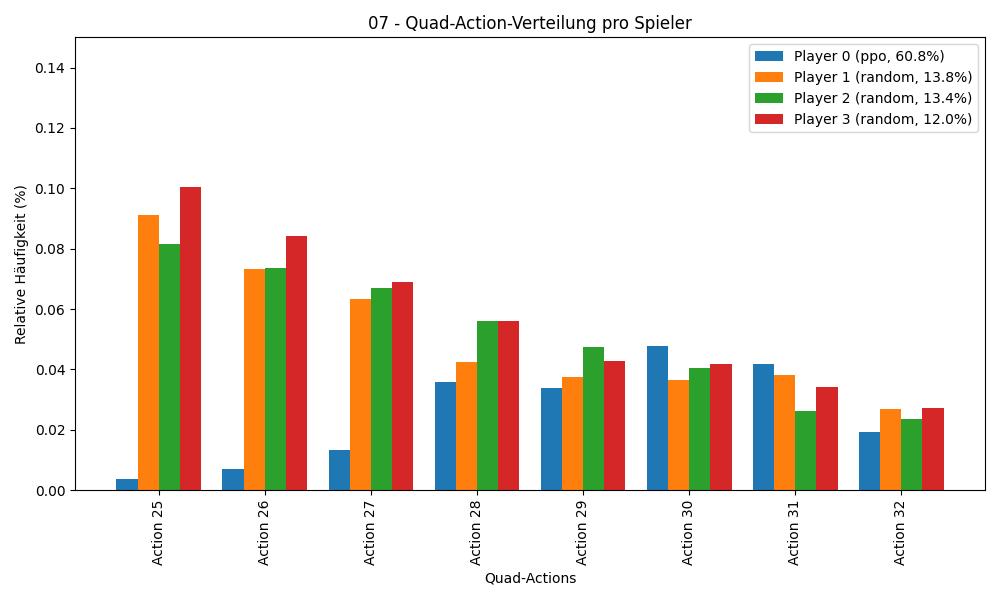 07 - Quad-Action-Verteilung pro Spieler
Player 0 (ppo, 60.8%)
Player 1 (random, 13.8%)
Player 2 (random, 13.4%)
Player 3 (random, 12.0%)
Relative Häufigkeit (%)
0.14
0.12
0.10
0.08
0.06
0.04
0.02
0.00
Action 25
Action 26
Action 27
Action 28
Action 29
Action 30
Action 31
Action 32
Quad-Actions